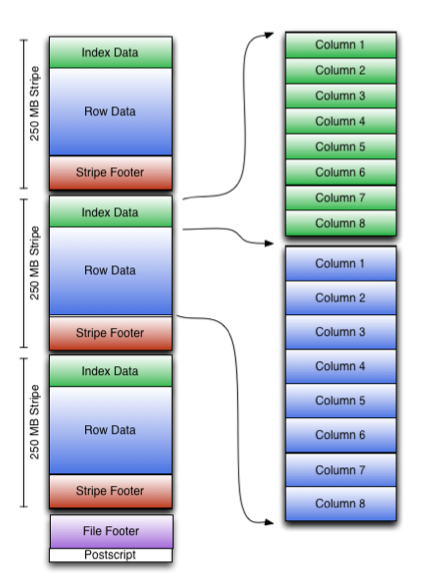 250 MB Stripe
Index Data
Row Data
Stripe Footer
250 MB Stripe
Index Data
Row Data
Stripe Footer
250 MB Stripe
Index Data
Row Data
Stripe Footer
File Footer
Postscript
Column 1
Column 2
Column 3
Column 4
Column 5
Column 6
Column 7
Column 8
Column 1
Column 2
Column 3
Column 4
Column 5
Column 6
Column 7
Column 8